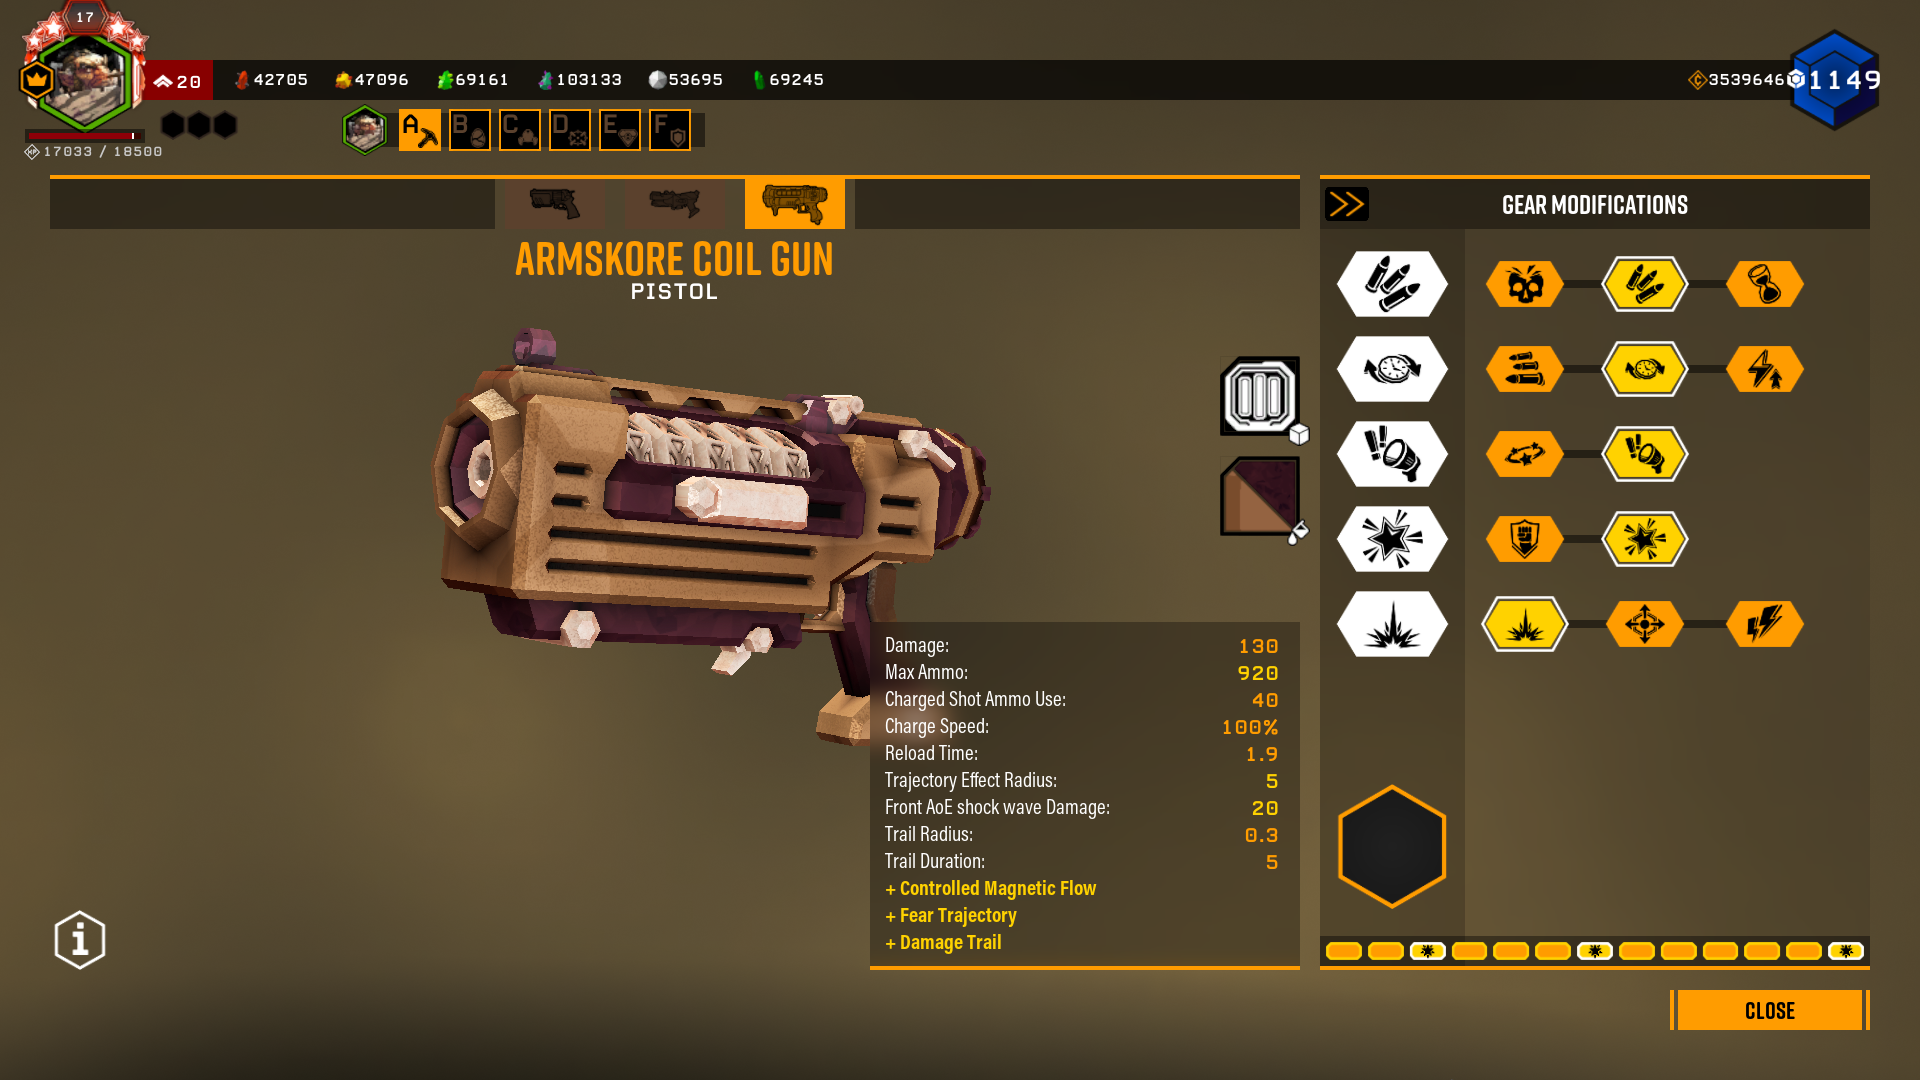 17
20
42705
47096
69161
103133
53695
69245
3539646
1149
17033 / 18500
A
B
C
D
E
F
GEAR MODIFICATIONS
ARMSKORE COIL GUN
PISTOL
Damage: 130
Max Ammo: 920
Charged Shot Ammo Use: 40
Charge Speed: 100%
Reload Time: 1.9
Trajectory Effect Radius: 5
Front AoE shock wave Damage: 20
Trail Radius: 0.3
Trail Duration: 5
+ Controlled Magnetic Flow
+ Fear Trajectory
+ Damage Trail
CLOSE